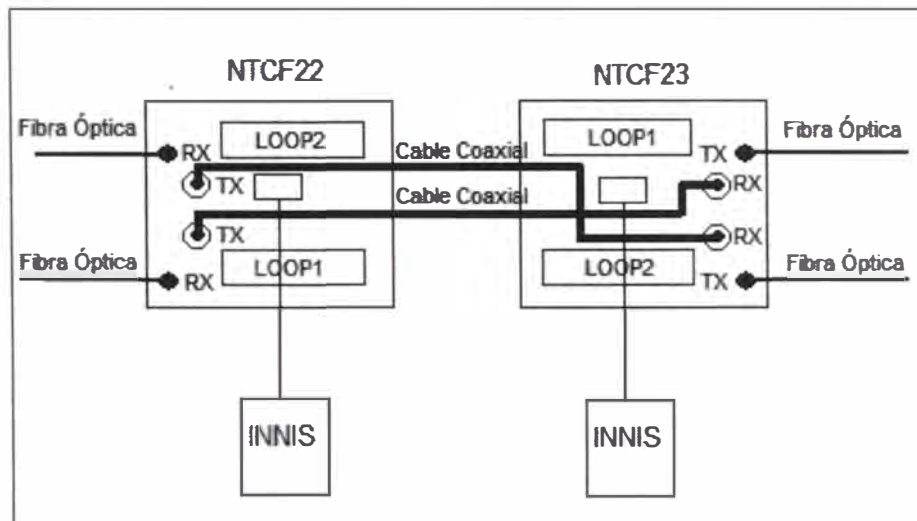 NTCF22
NTCF23
Fibra Óptica
RX
LOOP2
Cable Coaxial
LOOP1
TX
Fibra Óptica
TX
RX
Cable Coaxial
TX
RX
Fibra Óptica
RX
LOOP1
LOOP2
TX
Fibra Óptica
INNIS
INNIS